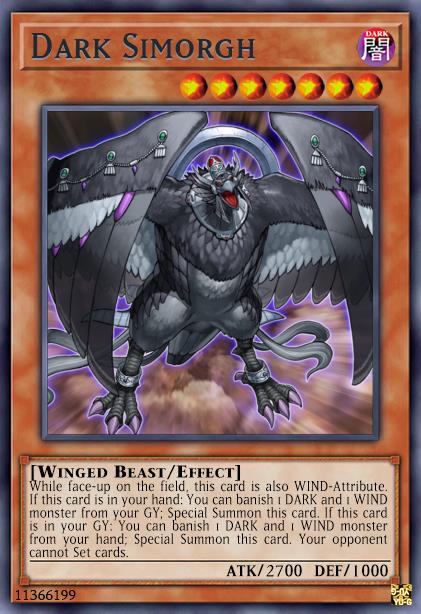 DARK SIMORGH
DARK
闇
[WINGED BEAST/EFFECT]
While face-up on the field, this card is also WIND-Attribute.
If this card is in your hand: You can banish 1 DARK and 1 WIND
monster from your GY; Special Summon this card. If this card
is in your GY: You can banish 1 DARK and 1 WIND monster
from your hand; Special Summon this card. Your opponent
cannot Set cards.
ATK/2700 DEF/1000
11366199